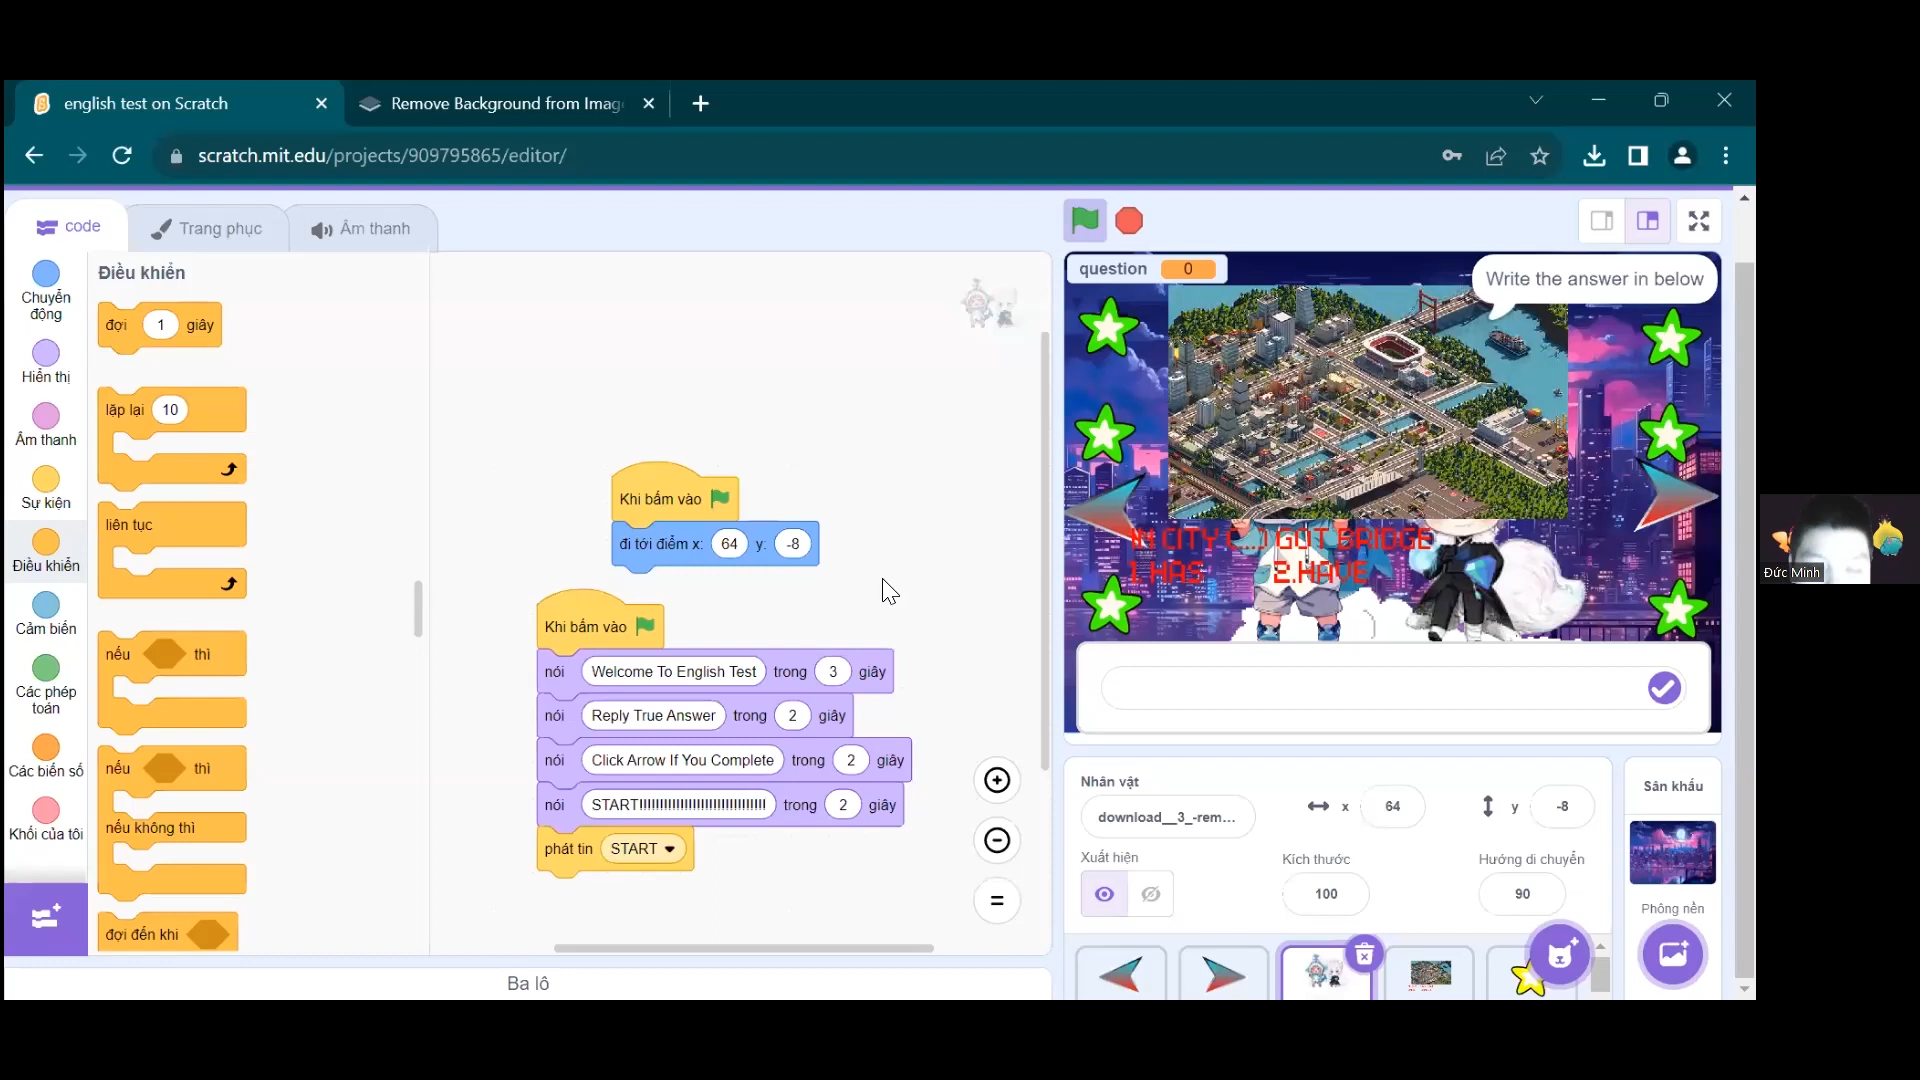 english test on Scratch
Remove Background from Imag
scratch.mit.edu/projects/909795865/editor/
code
Trang phục
Âm thanh
Chuyển động
Hiển thị
Âm thanh
Sự kiện
Điều khiển
Cảm biến
Các phép toán
Các biến số
Khối của tôi
Điều khiển
đợi 1 giây
lặp lại 10
liên tục
nếu thì
nếu thì
nếu không thì
đợi đến khi
Khi bấm vào
đi tới điểm x: 64 y: -8
Khi bấm vào
nói Welcome To English Test trong 3 giây
nói Reply True Answer trong 2 giây
nói Click Arrow If You Complete trong 2 giây
nói START!!!!!!!!!!!!!!!!!!!!!!!!!!!!!! trong 2 giây
phát tin START
=
Ba lô
question 0
Write the answer in below
CITY (...) GOT BRIDGE
1.HAS 2.HAVE
Nhân vật
download__3_-rem...
x 64
y -8
Xuất hiện
Kích thước
100
Hướng di chuyển
90
Sân khấu
Phông nền
Đức Minh